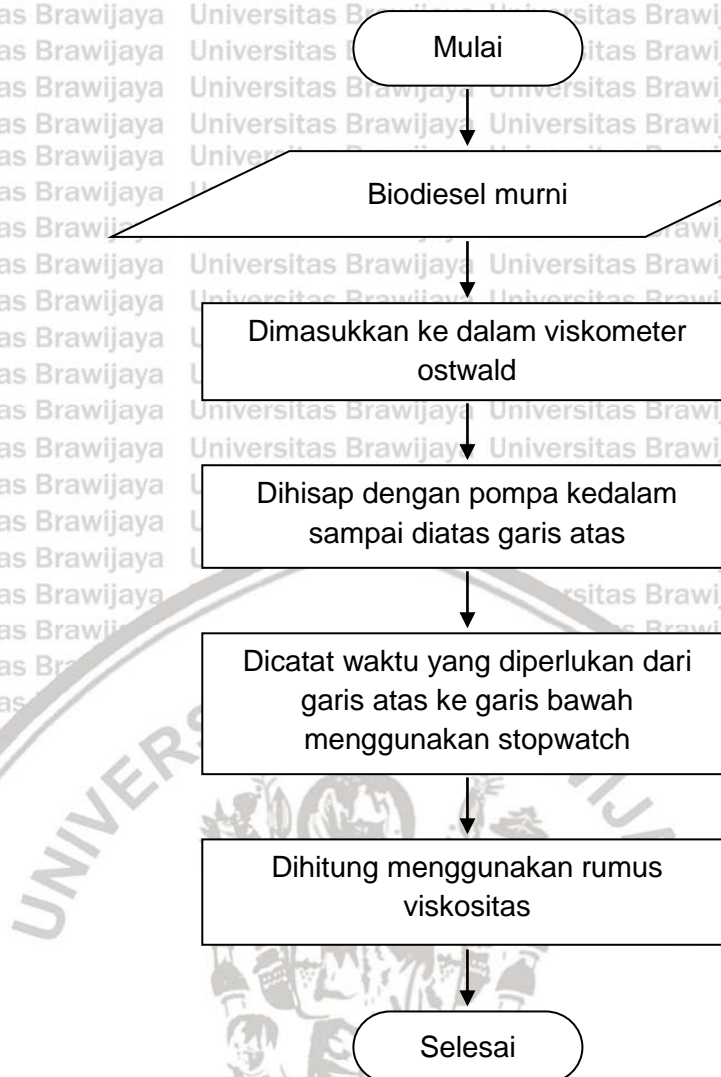 Mulai
Biodiesel murni
Dimasukkan ke dalam viskometer
ostwald
Dihisap dengan pompa kedalam
sampai diatas garis atas
Dicatat waktu yang diperlukan dari
garis atas ke garis bawah
menggunakan stopwatch
Dihitung menggunakan rumus
viskositas
Selesai